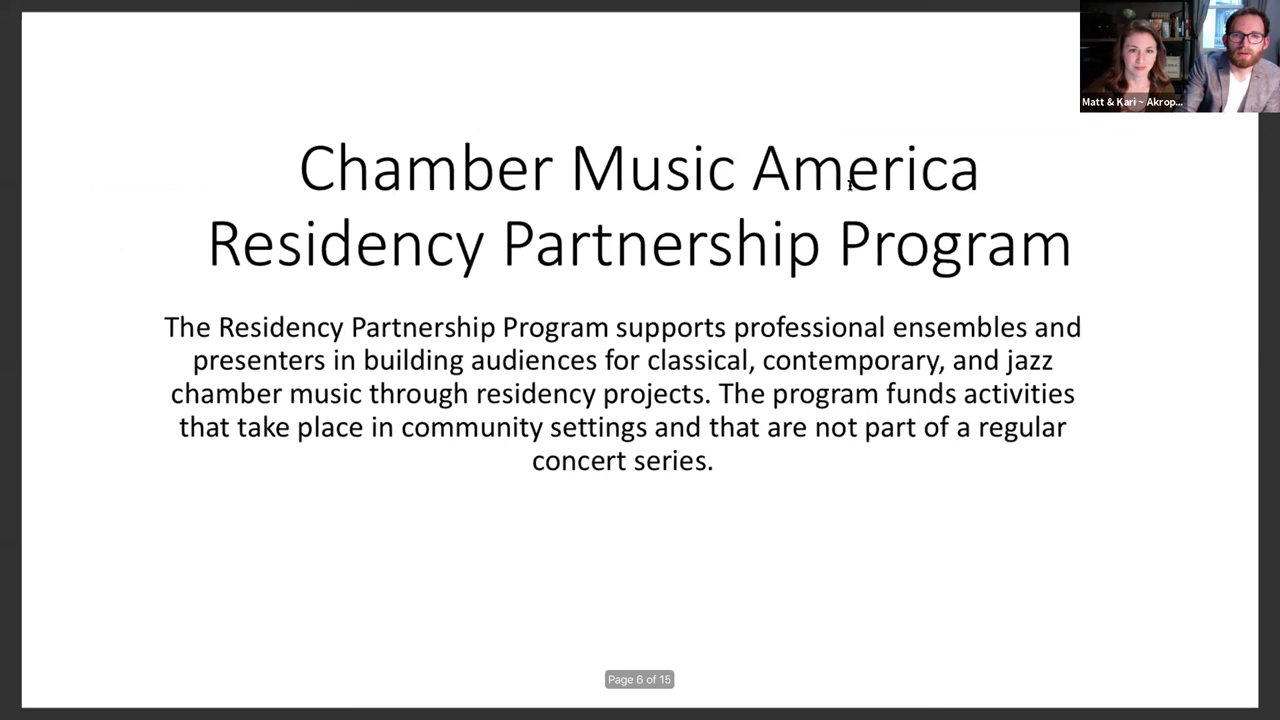 Matt & Kari ~ Akrop...
Chamber Music America
Residency Partnership Program
The Residency Partnership Program supports professional ensembles and
presenters in building audiences for classical, contemporary, and jazz
chamber music through residency projects. The program funds activities
that take place in community settings and that are not part of a regular
concert series.
Page 6 of 15